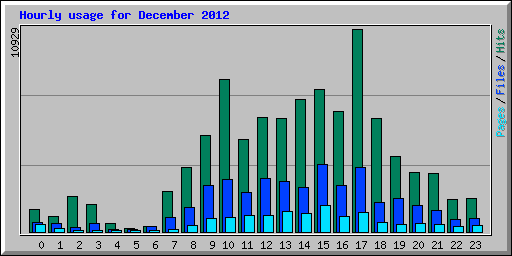 Hourly usage for December 2012
10929
Pages / Files / Hits
0 1 2 3 4 5 6 7 8 9 10 11 12 13 14 15 16 17 18 19 20 21 22 23